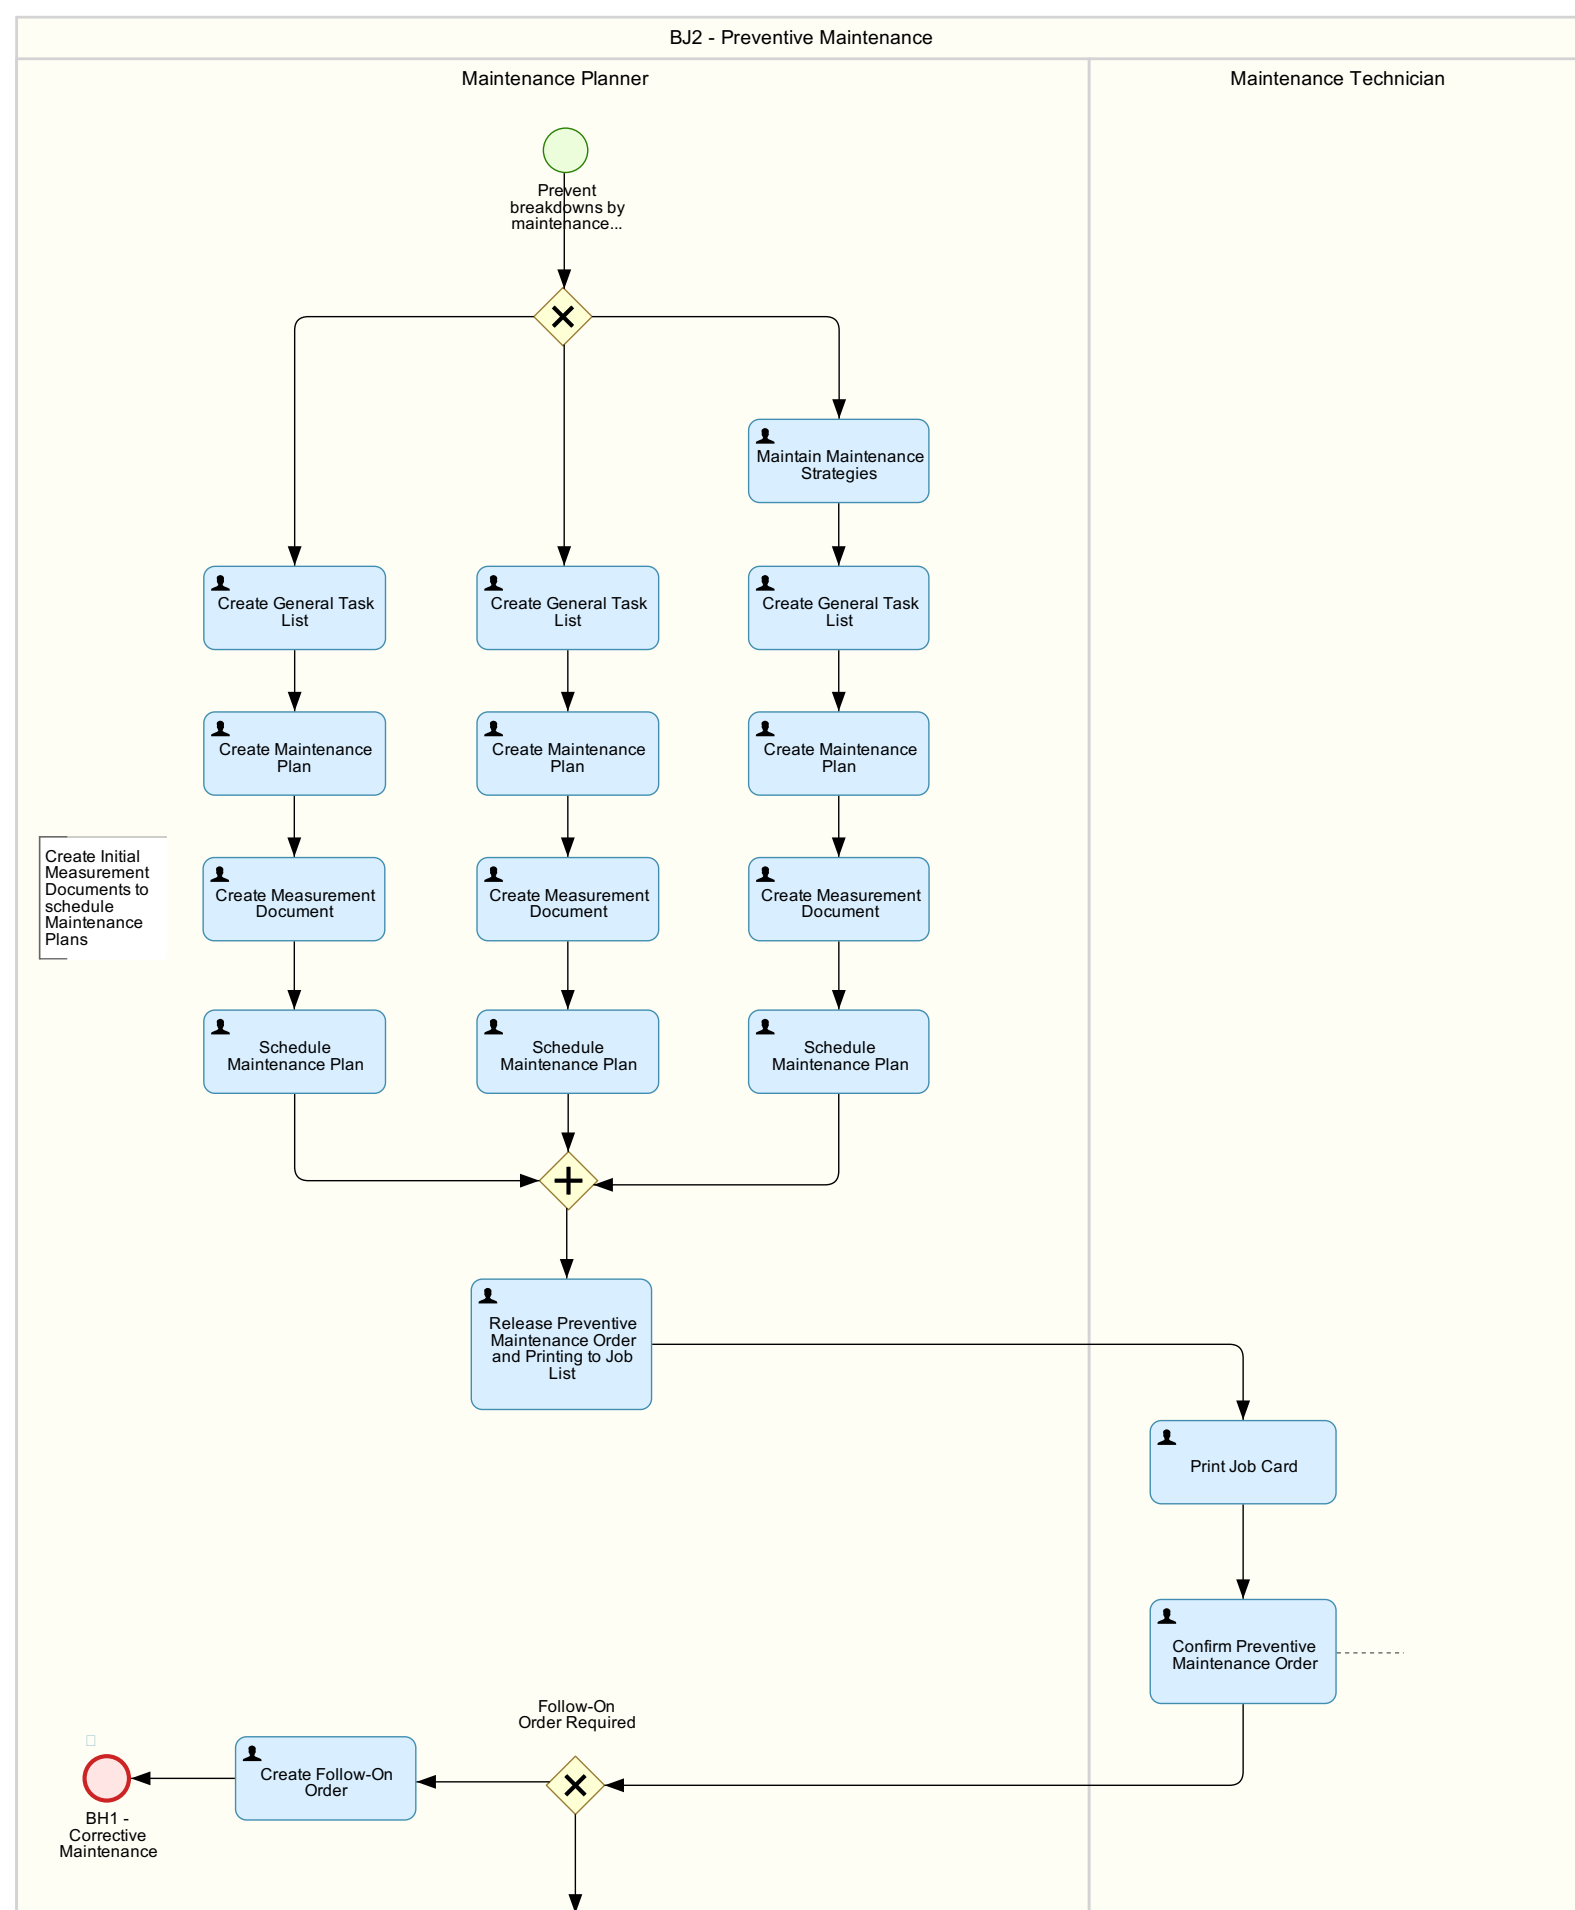 BJ2 - Preventive Maintenance
Maintenance Planner
Maintenance Technician
Prevent
breakdowns by
maintenance...
Maintain Maintenance
Strategies
Create General Task
List
Create General Task
List
Create General Task
List
Create Maintenance
Plan
Create Maintenance
Plan
Create Maintenance
Plan
Create Initial
Measurement
Documents to
schedule
Maintenance
Plans
Create Measurement
Document
Create Measurement
Document
Create Measurement
Document
Schedule
Maintenance Plan
Schedule
Maintenance Plan
Schedule
Maintenance Plan
Release Preventive
Maintenance Order
and Printing to Job
List
Print Job Card
Confirm Preventive
Maintenance Order
Follow-On
Order Required
Create Follow-On
Order
BH1 -
Corrective
Maintenance